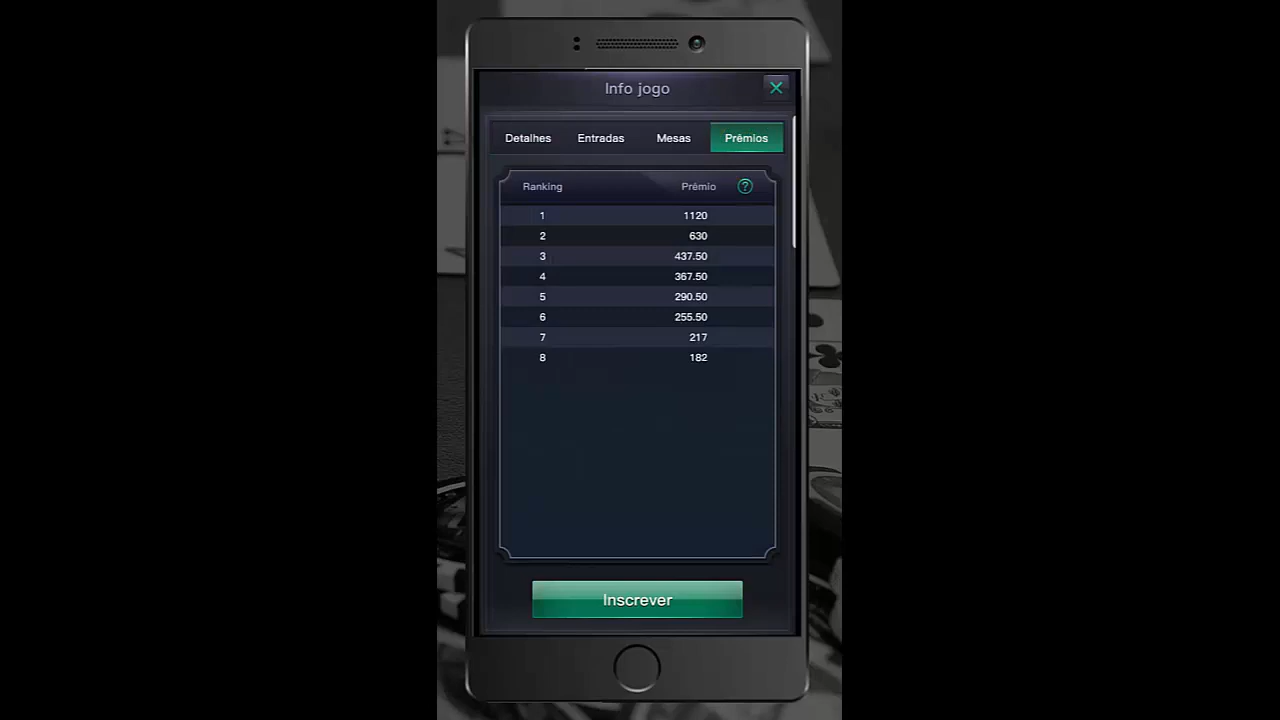 Info jogo
Detalhes Entradas Mesas Prêmios
Ranking Prêmio ?
1 1120
2 630
3 437.50
4 367.50
5 290.50
6 255.50
7 217
8 182
Inscrever